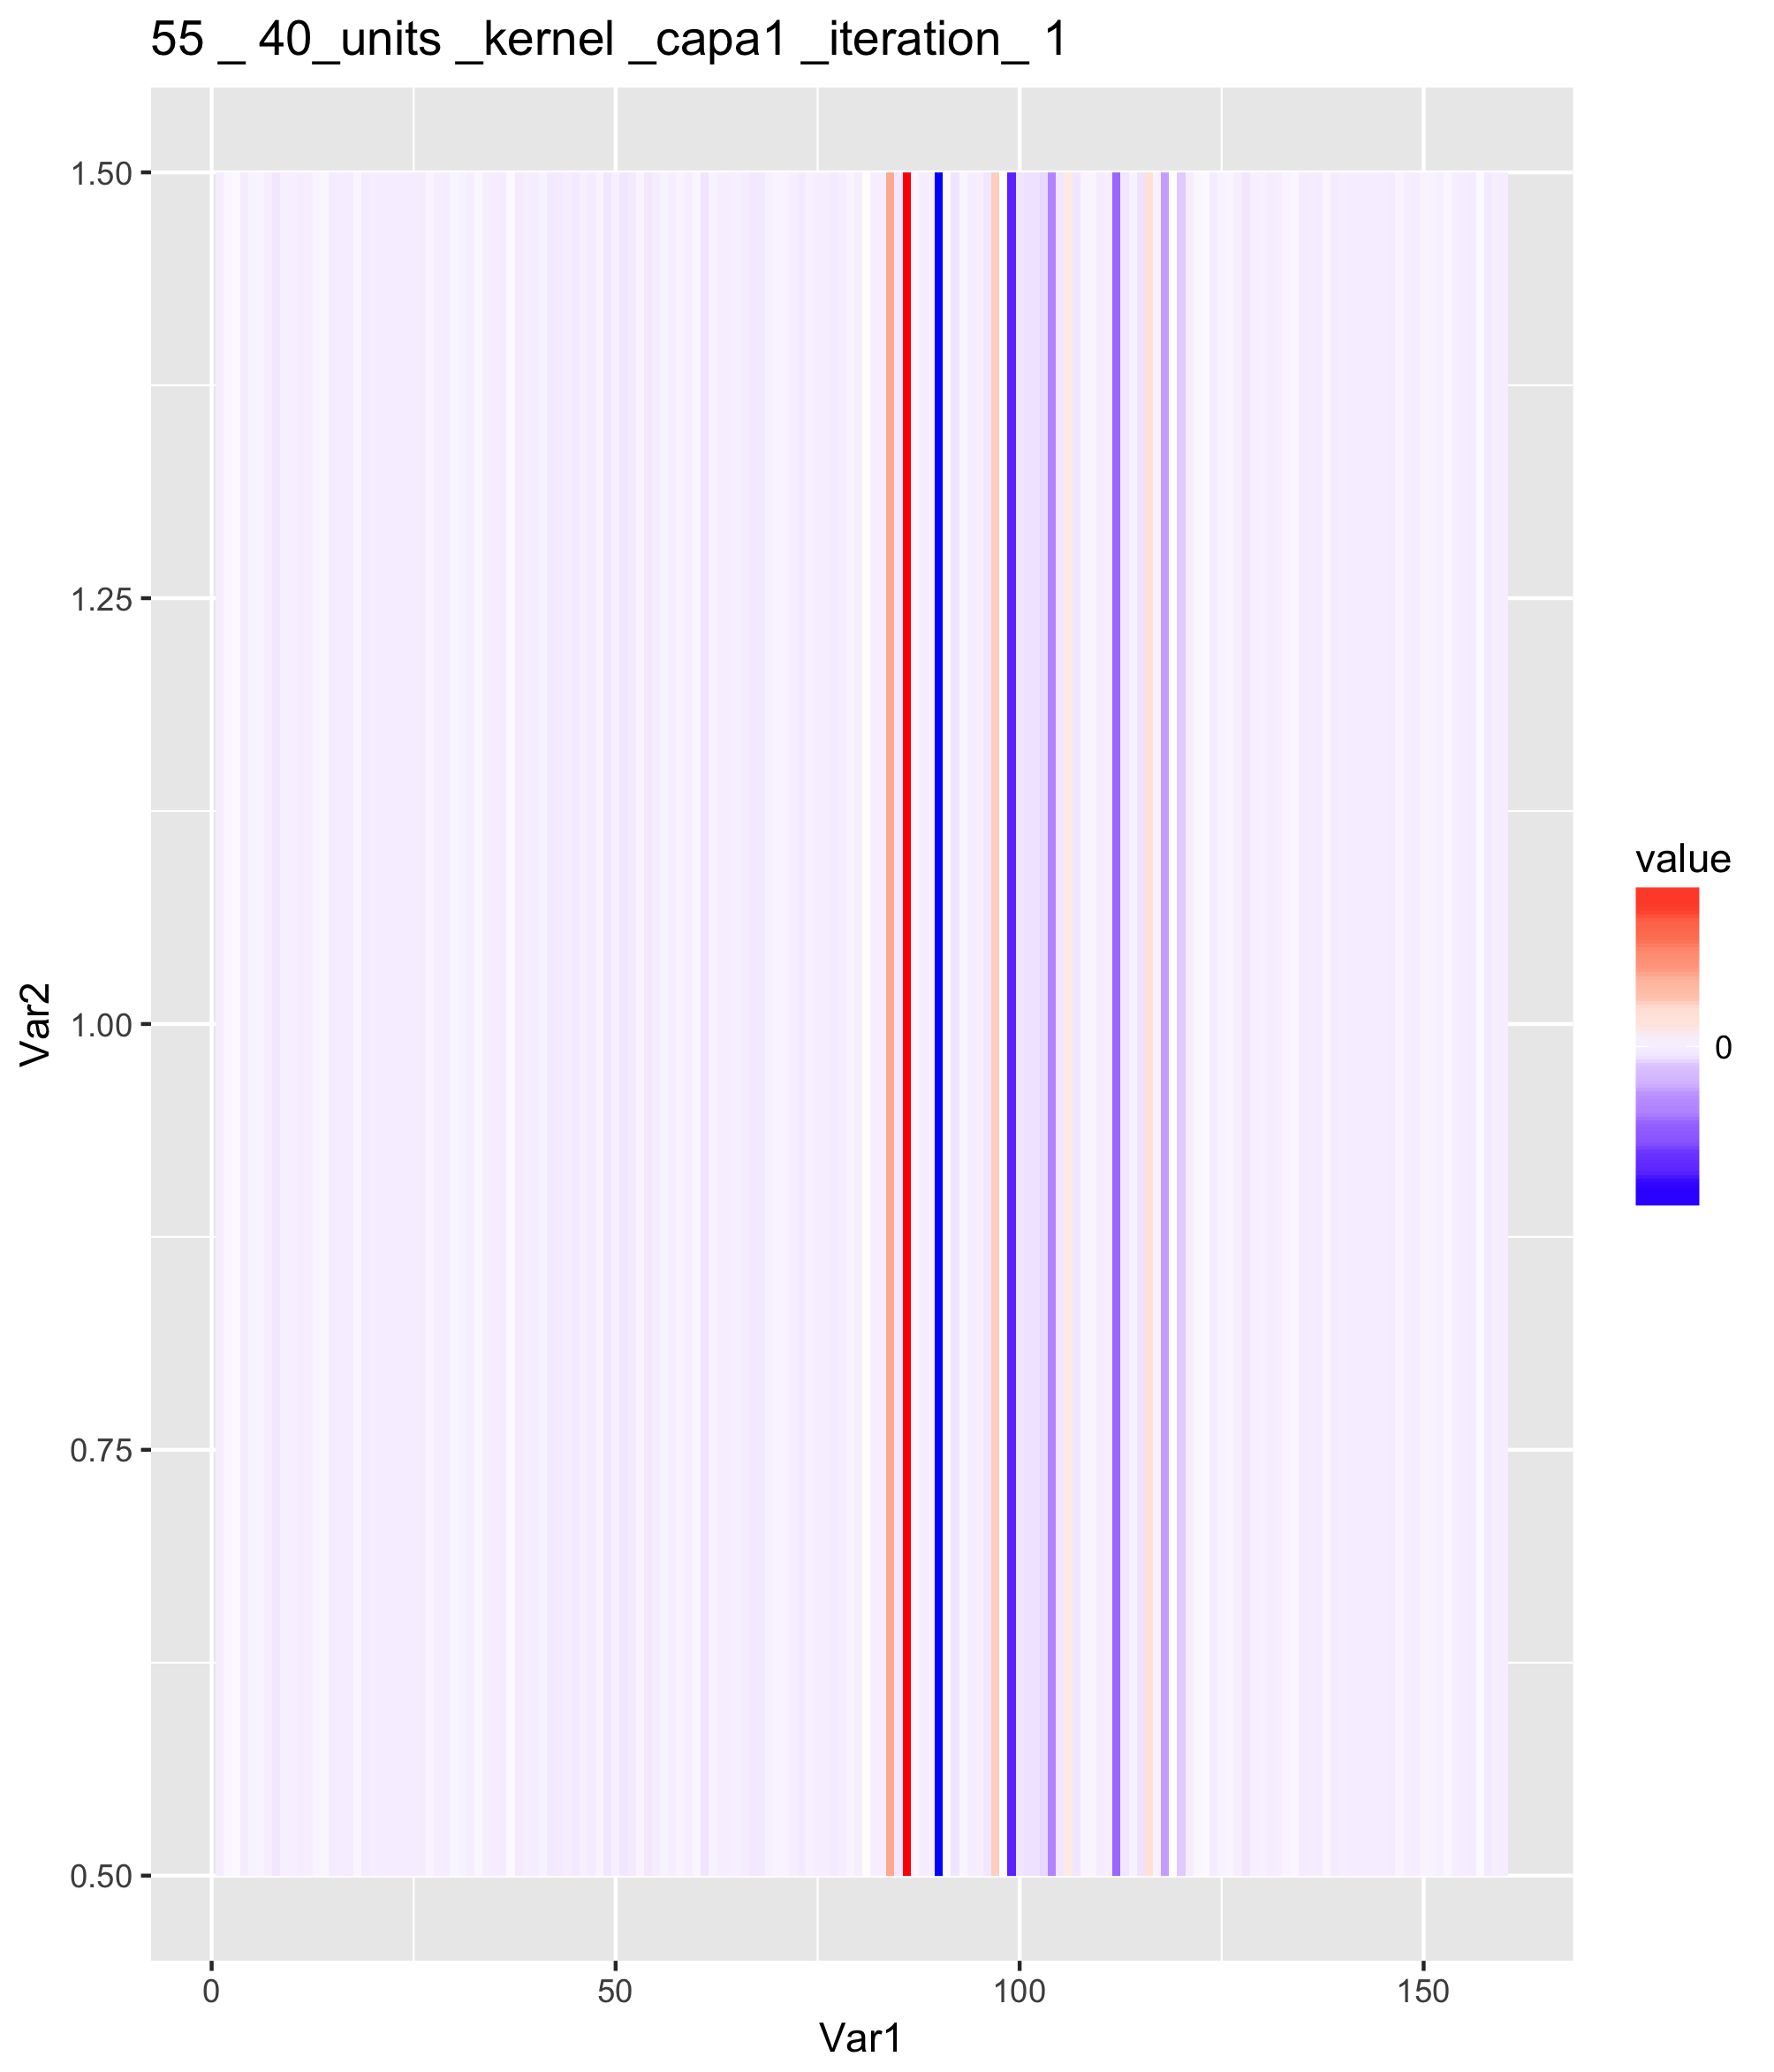 55 _ 40_units _kernel _capa1 _iteration_ 1
1.50
1.25
1.00
0.75
0.50
Var2
0
50
100
150
Var1
value
0